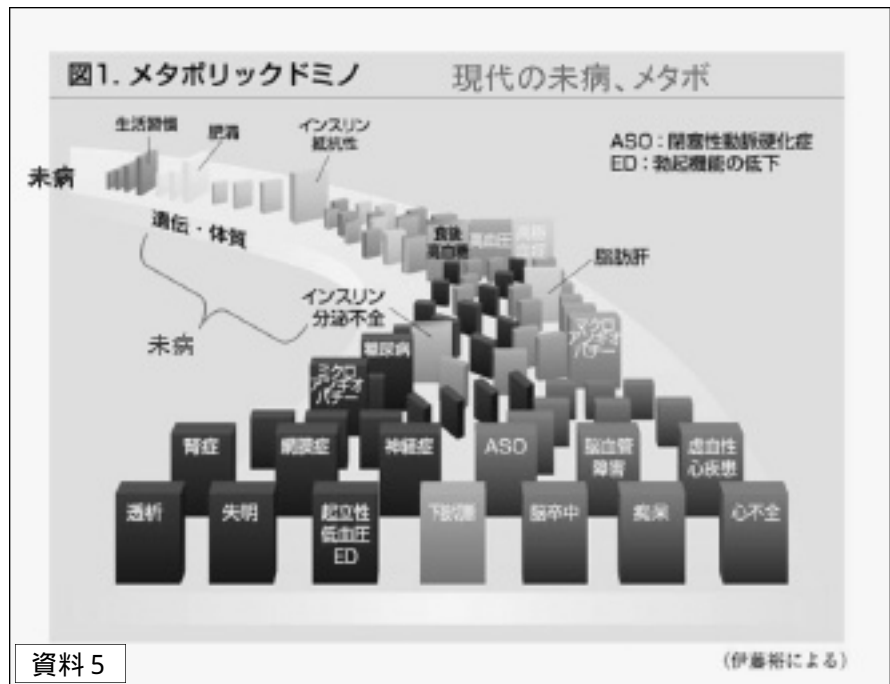 図1. メタボリックドミノ
現代の未病、メタボ
生活習慣
肥満
インスリン
抵抗性
ASO：閉塞性動脈硬化症
ED：勃起機能の低下
未病
遺伝・体質
食後
高血糖
高血圧
脂肪肝
インスリン
分泌不全
未病
糖尿病
マクロ
アンギオ
パチー
ミクロ
アンギオ
パチー
腎症
網膜症
神経症
ASO
脳血管
障害
虚血性
心疾患
透析
失明
起立性
低血圧
ED
下肢切断
脳卒中
心不全
資料5
(伊藤裕による)